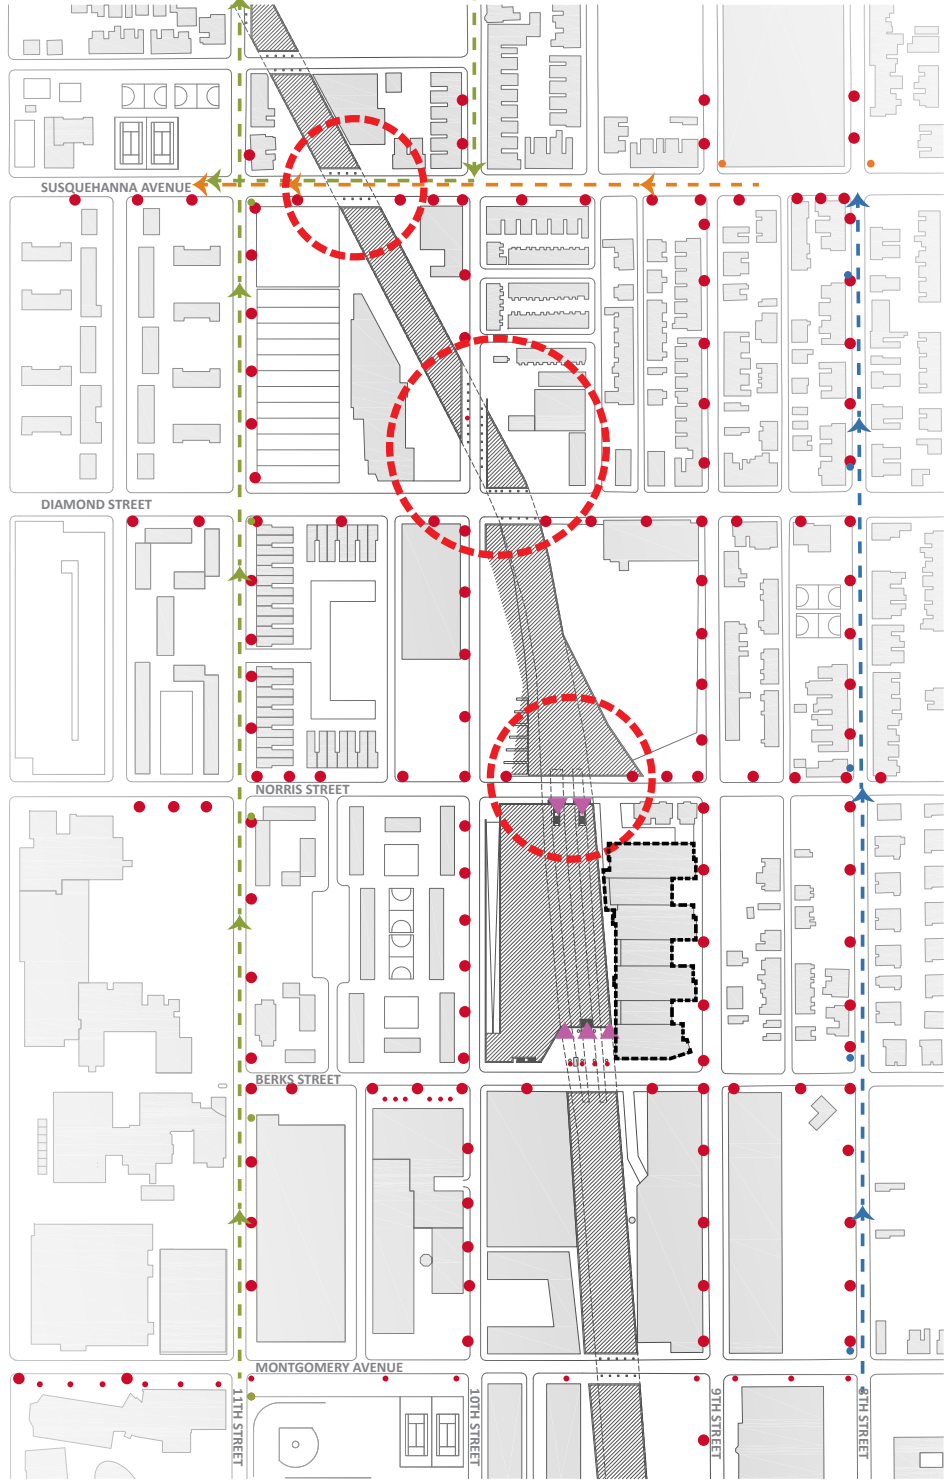 SUSQUEHANNA AVENUE
DIAMOND STREET
NORRIS STREET
BERKS STREET
MONTGOMERY AVENUE
11TH STREET
10TH STREET
9TH STREET
8TH STREET